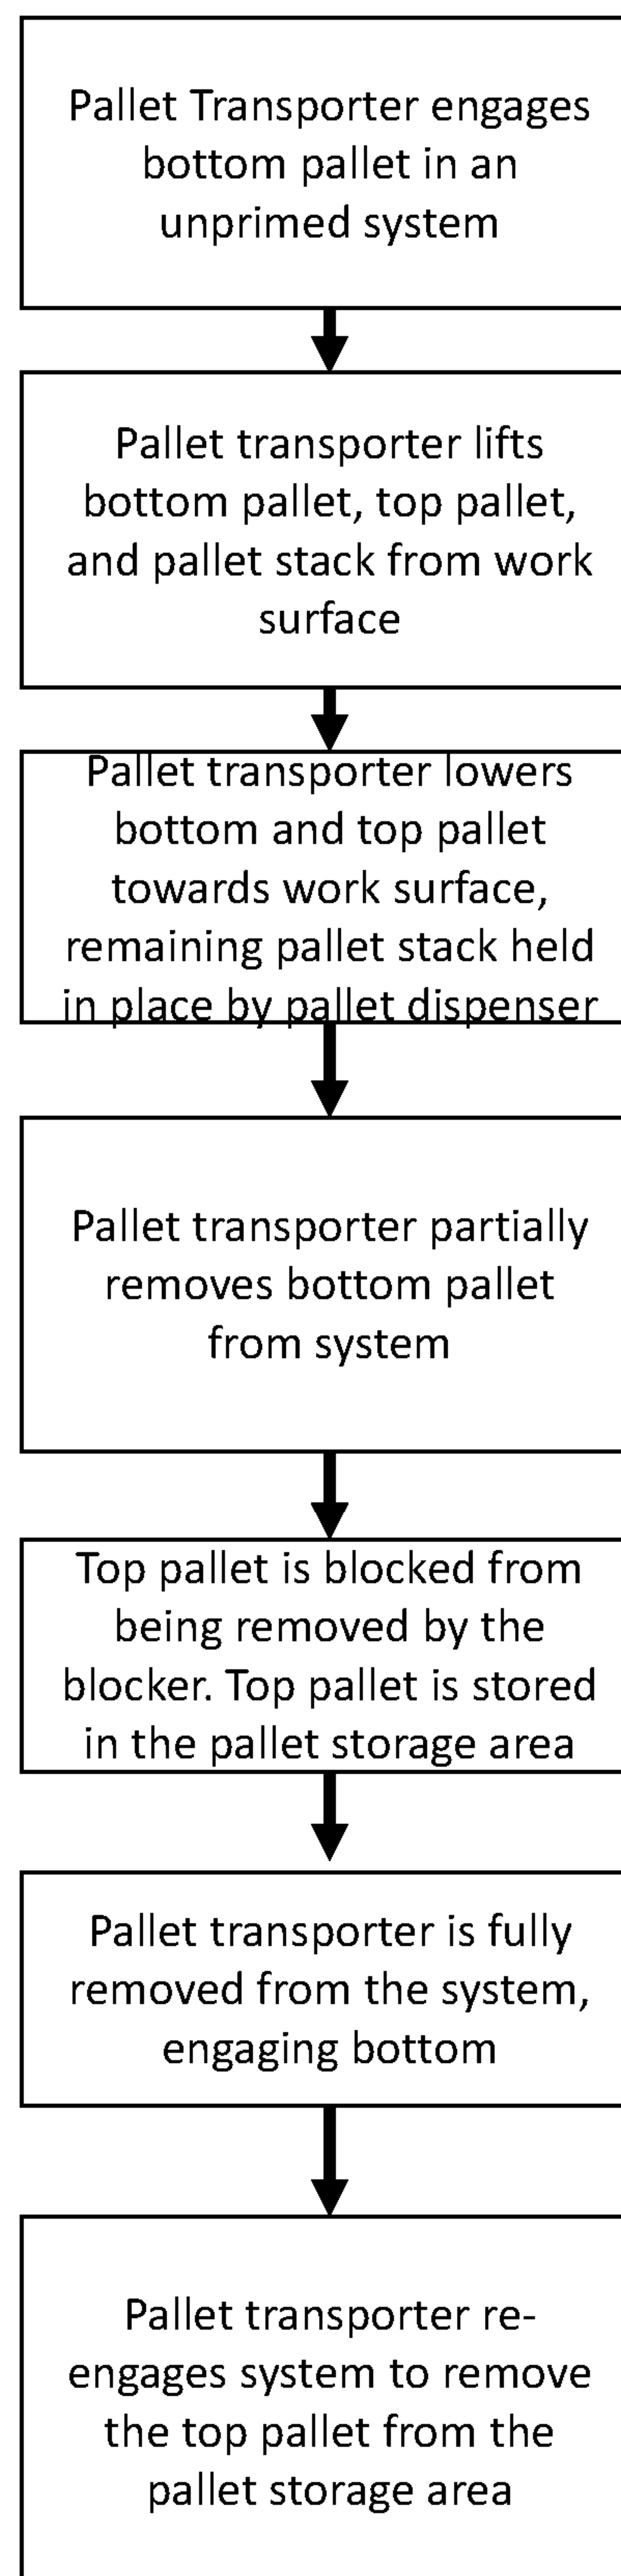 Pallet Transporter engages
bottom pallet in an
unprimed system
Pallet transporter lifts
bottom pallet, top pallet,
and pallet stack from work
surface
Pallet transporter lowers
bottom and top pallet
towards work surface,
remaining pallet stack held
in place by pallet dispenser
Pallet transporter partially
removes bottom pallet
from system
Top pallet is blocked from
being removed by the
blocker. Top pallet is stored
in the pallet storage area
Pallet transporter is fully
removed from the system,
engaging bottom
Pallet transporter re-
engages system to remove
the top pallet from the
pallet storage area